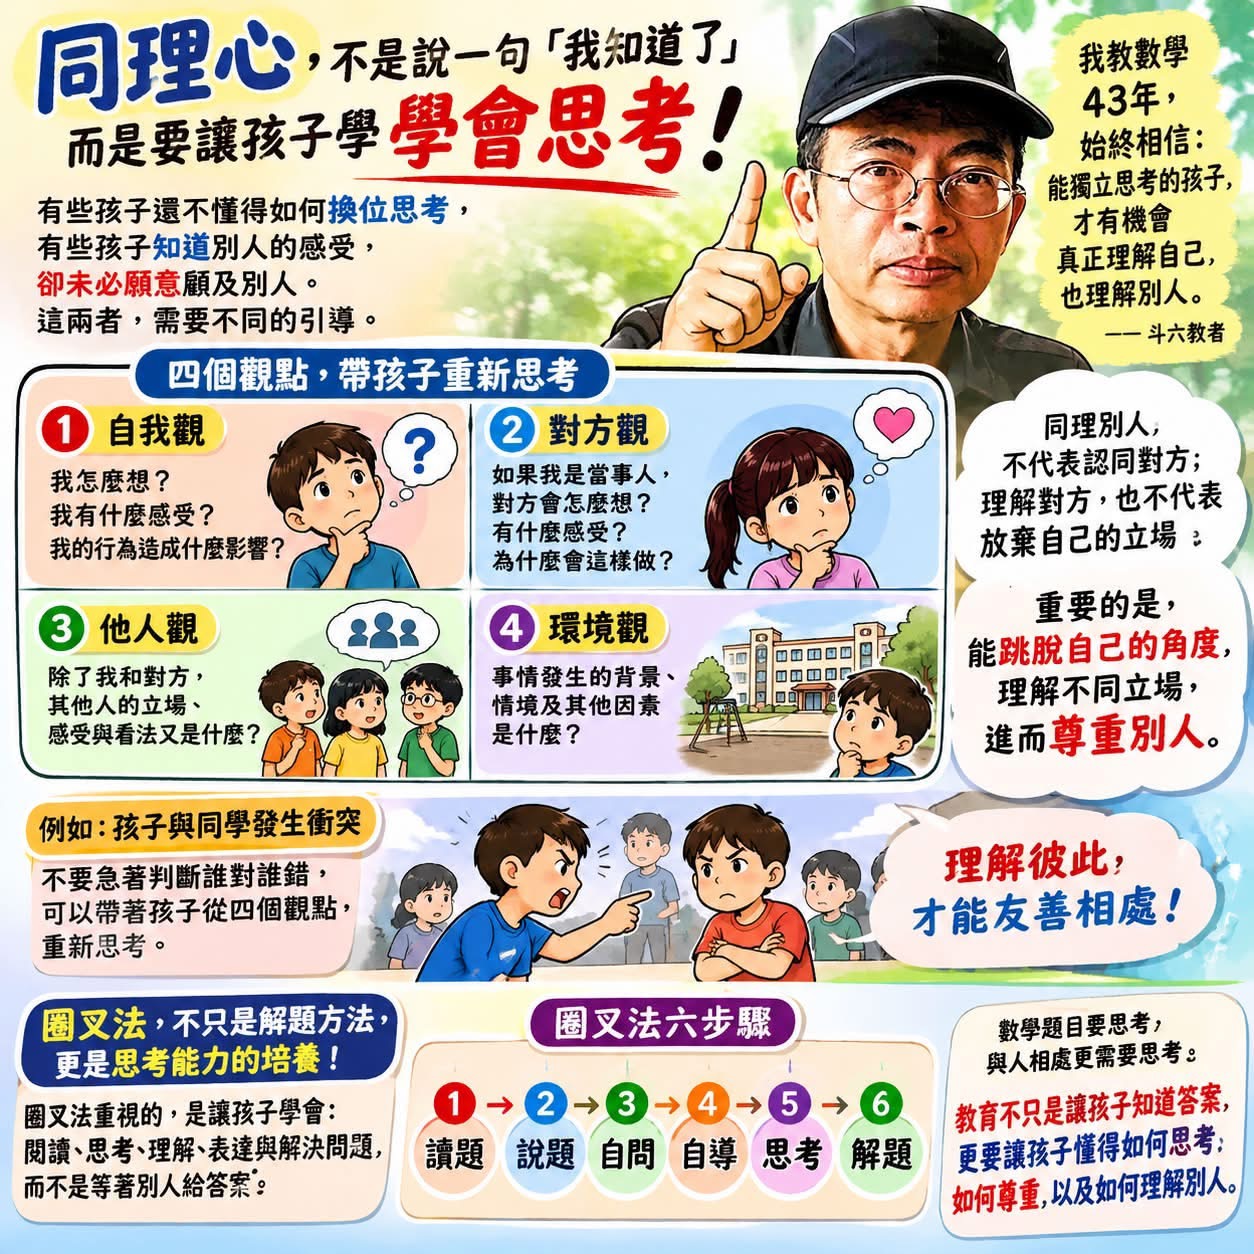 同理心，不是說一句「我知道了」
而是要讓孩子學學會思考！
有些孩子還不懂得如何換位思考，
有些孩子知道別人的感受，
卻未必願意顧及別人。
這兩者，需要不同的引導。
我教數學
43年，
始終相信：
能獨立思考的孩子，
才有機會
真正理解自己，
也理解別人。
—— 斗六教者
四個觀點，帶孩子重新思考
1 自我觀
我怎麼想？
我有什麼感受？
我的行為造成什麼影響？
?
2 對方觀
如果我是當事人，
對方會怎麼想？
有什麼感受？
為什麼會這樣做？
3 他人觀
除了我和對方，
其他人的立場、
感受與看法又是什麼？
4 環境觀
事情發生的背景、
情境及其他因素
是什麼？
同理別人，
不代表認同對方；
理解對方，也不代表
放棄自己的立場。
重要的是，
能跳脫自己的角度，
理解不同立場，
進而尊重別人。
例如：孩子與同學發生衝突
不要急著判斷誰對誰錯，
可以帶著孩子從四個觀點，
重新思考。
理解彼此，
才能友善相處！
圈叉法，不只是解題方法，
更是思考能力的培養！
圈叉法重視的，是讓孩子學會：
閱讀、思考、理解、表達與解決問題，
而不是等著別人給答案。
圈叉法六步驟
1→2→3→4→5→6
讀題 說題 自問 自導 思考 解題
數學題目要思考，
與人相處更需要思考。
教育不只是讓孩子知道答案，
更要讓孩子懂得如何思考，
如何尊重，以及如何理解別人。